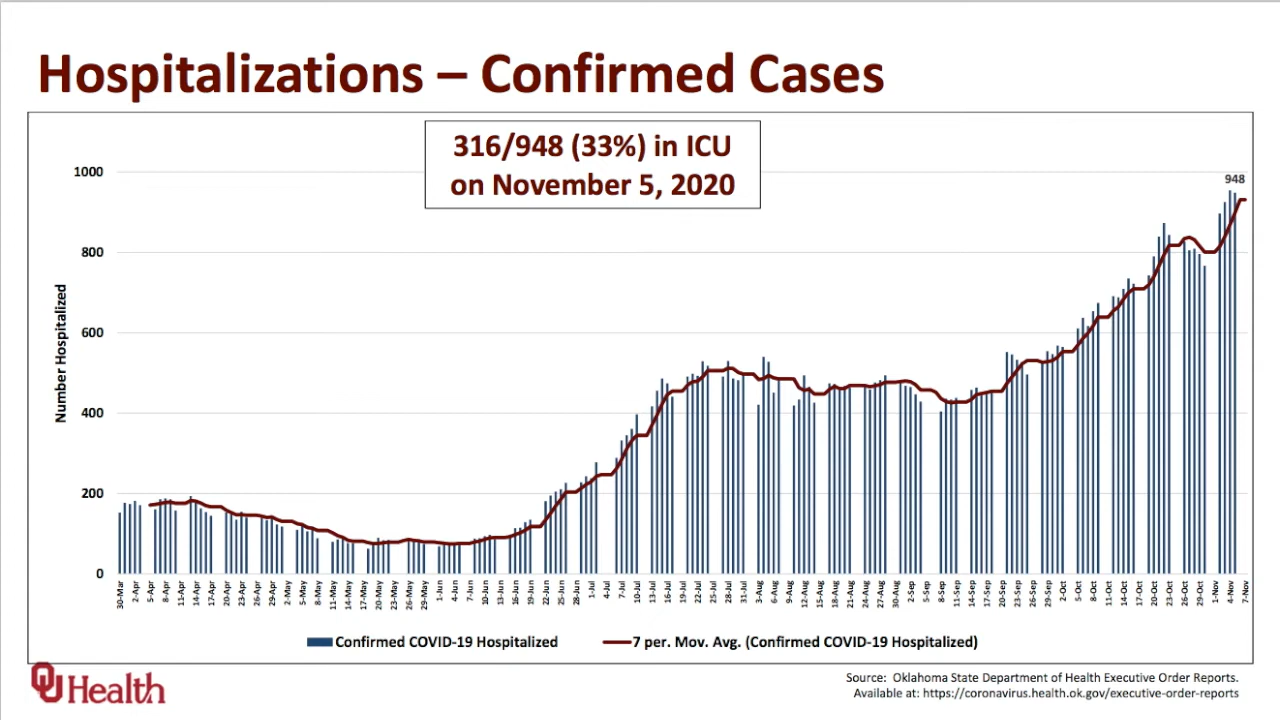 Hospitalizations – Confirmed Cases
316/948 (33%) in ICU
on November 5, 2020
1000
800
600
400
200
0
Number Hospitalized
948
30-Mar 2-Apr 5-Apr 8-Apr 11-Apr 14-Apr 17-Apr 20-Apr 23-Apr 26-Apr 29-Apr 2-May 5-May 8-May 11-May 14-May 17-May 20-May 23-May 26-May 29-May 1-Jun 4-Jun 7-Jun 10-Jun 13-Jun 16-Jun 19-Jun 22-Jun 25-Jun 28-Jun 1-Jul 4-Jul 7-Jul 10-Jul 13-Jul 16-Jul 19-Jul 22-Jul 25-Jul 28-Jul 31-Jul 3-Aug 6-Aug 9-Aug 12-Aug 15-Aug 18-Aug 21-Aug 24-Aug 27-Aug 30-Aug 2-Sep 5-Sep 8-Sep 11-Sep 14-Sep 17-Sep 20-Sep 23-Sep 26-Sep 29-Sep 2-Oct 5-Oct 8-Oct 11-Oct 14-Oct 17-Oct 20-Oct 23-Oct 26-Oct 29-Oct 1-Nov 4-Nov 7-Nov
Confirmed COVID-19 Hospitalized
7 per. Mov. Avg. (Confirmed COVID-19 Hospitalized)
OU Health
Source: Oklahoma State Department of Health Executive Order Reports.
Available at: https://coronavirus.health.ok.gov/executive-order-reports